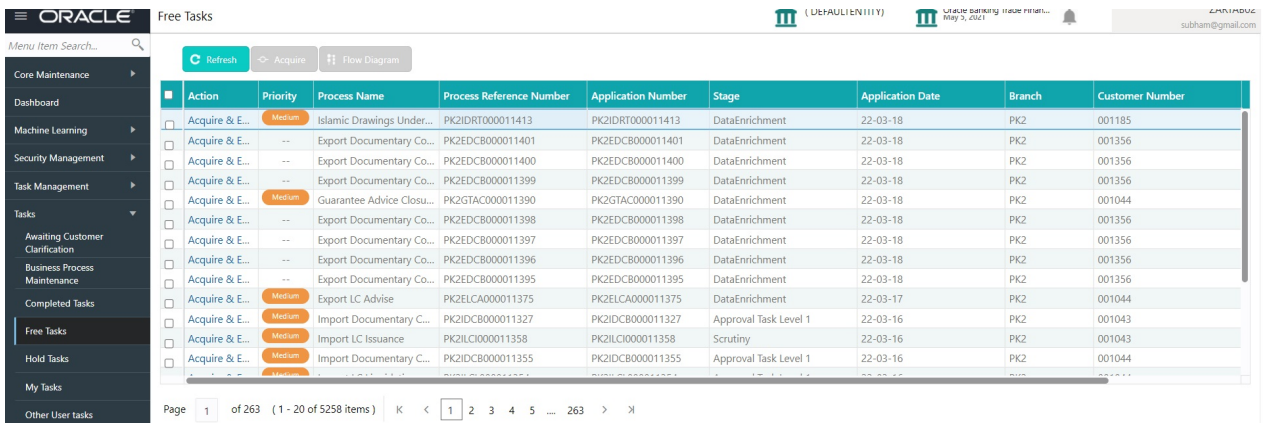 ORACLE
Free Tasks
( DEFAULTENTITY)
Oracle Banking Trade Finan...
May 5, 2021
ZARTAB02
subham@gmail.com
Menu Item Search...
Core Maintenance
Dashboard
Machine Learning
Security Management
Task Management
Tasks
Awaiting Customer
Clarification
Business Process
Maintenance
Completed Tasks
Free Tasks
Hold Tasks
My Tasks
Other User tasks
Refresh Acquire Flow Diagram
Action Priority Process Name Process Reference Number Application Number Stage Application Date Branch Customer Number
Acquire & E... Medium Islamic Drawings Under... PK2IDRT000011413 PK2IDRT000011413 DataEnrichment 22-03-18 PK2 001185
Acquire & E... -- Export Documentary Co... PK2EDCB000011401 PK2EDCB000011401 DataEnrichment 22-03-18 PK2 001356
Acquire & E... -- Export Documentary Co... PK2EDCB000011400 PK2EDCB000011400 DataEnrichment 22-03-18 PK2 001356
Acquire & E... -- Export Documentary Co... PK2EDCB000011399 PK2EDCB000011399 DataEnrichment 22-03-18 PK2 001356
Acquire & E... Medium Guarantee Advice Closu... PK2GTAC000011390 PK2GTAC000011390 DataEnrichment 22-03-18 PK2 001044
Acquire & E... -- Export Documentary Co... PK2EDCB000011398 PK2EDCB000011398 DataEnrichment 22-03-18 PK2 001356
Acquire & E... -- Export Documentary Co... PK2EDCB000011397 PK2EDCB000011397 DataEnrichment 22-03-18 PK2 001356
Acquire & E... -- Export Documentary Co... PK2EDCB000011396 PK2EDCB000011396 DataEnrichment 22-03-18 PK2 001356
Acquire & E... -- Export Documentary Co... PK2EDCB000011395 PK2EDCB000011395 DataEnrichment 22-03-18 PK2 001356
Acquire & E... Medium Export LC Advise PK2ELCA000011375 PK2ELCA000011375 DataEnrichment 22-03-17 PK2 001044
Acquire & E... Medium Import Documentary C... PK2IDCB000011327 PK2IDCB000011327 Approval Task Level 1 22-03-16 PK2 001043
Acquire & E... Medium Import LC Issuance PK2ILCI000011358 PK2ILCI000011358 Scrutiny 22-03-16 PK2 001043
Acquire & E... Medium Import Documentary C... PK2IDCB000011355 PK2IDCB000011355 Approval Task Level 1 22-03-16 PK2 001044
Page 1 of 263 ( 1 - 20 of 5258 items ) 1 2 3 4 5 .... 263